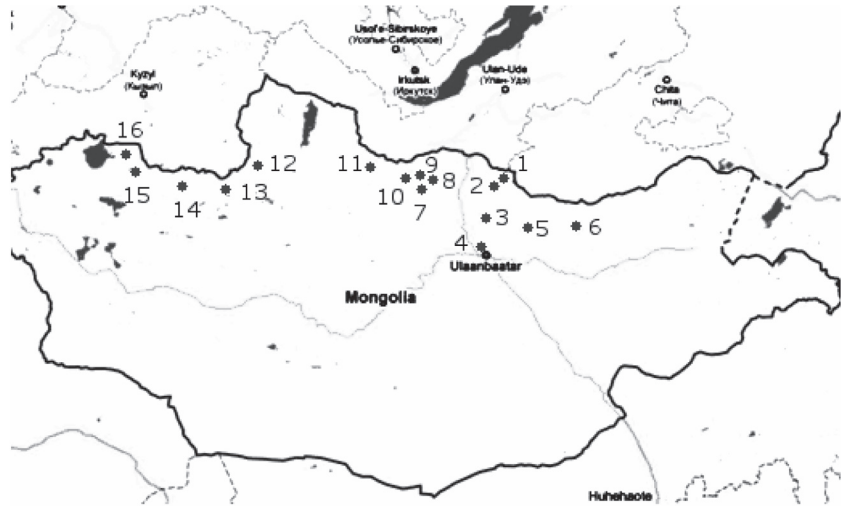 Usol'e-Sibirskoye
(Усолье-Сибирское)
Kyzyl
(Кызыл)
Irkutsk
(Иркутск)
Ulan-Ude
(Улан-Удэ)
Chita
(Чита)
16
15
14
13
12
11
10
9
8
7
2
1
3
4
5
6
Ulaanbaatar
Mongolia
Huhehaote